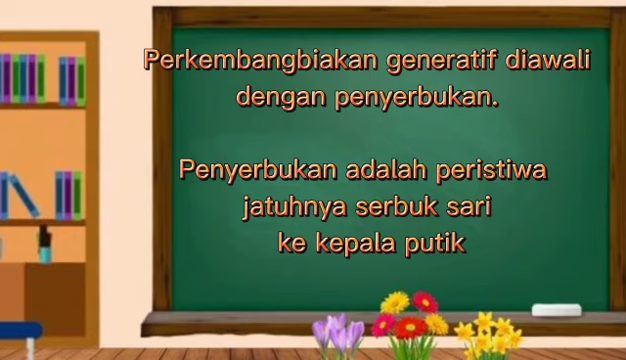 Perkembangbiakan generatif diawali
dengan penyerbukan.
Penyerbukan adalah peristiwa
jatuhnya serbuk sari
ke kepala putik